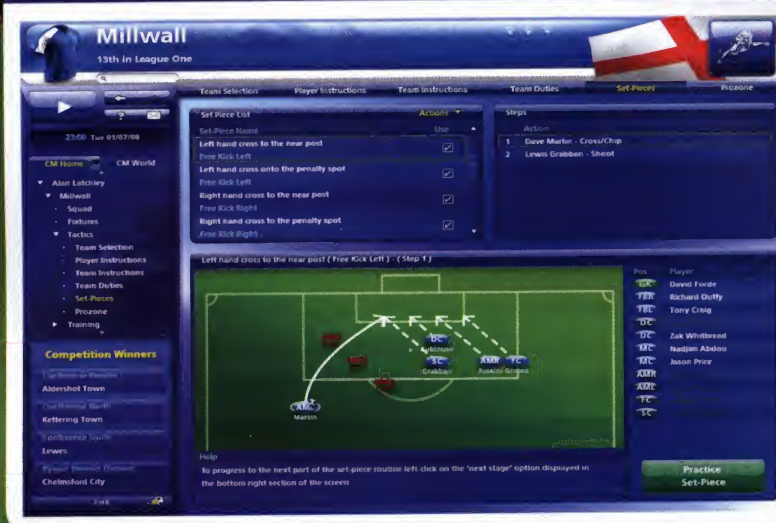 Millwall
13th in League One
Team Selection
Player Instructions
Team Instructions
Team Duties
Set-Pieces
Prozone
23:00 Tue 01/07/08
CM Home
CM World
Alan Latchley
Millwall
Squad
Fixtures
Tactics
Team Selection
Player Instructions
Team Instructions
Team Duties
Set-Pieces
Prozone
Training
Competition Winners
Aldershot Town
Conference North
Kettering Town
Conference South
Lewes
Chelmsford City
Set Piece List
Actions
Set-Piece Name
Use
Left hand cross to the near post
Free Kick Left
Left hand cross onto the penalty spot
Free Kick Left
Right hand cross to the near post
Free Kick Right
Right hand cross to the penalty spot
Free Kick Right
Steps
Action
1 Dave Martin - Cross/Chip
2 Lewis Grabban - Shoot
Left hand cross to the near post ( Free Kick Left ) - ( Step 1 )
DC
Robinson
SC
Grabban
AMR
FC
Martin
Help
To progress to the next part of the set-piece routine left-click on the 'next stage' option displayed in
the bottom right section of the screen
Pos
Player
GK David Forde
FBR Richard Duffy
FBL Tony Craig
DC
DC Zak Whitbread
MC Nadjim Abdou
MC Jason Price
AMR
AML
FC
SC
Practice
Set-Piece